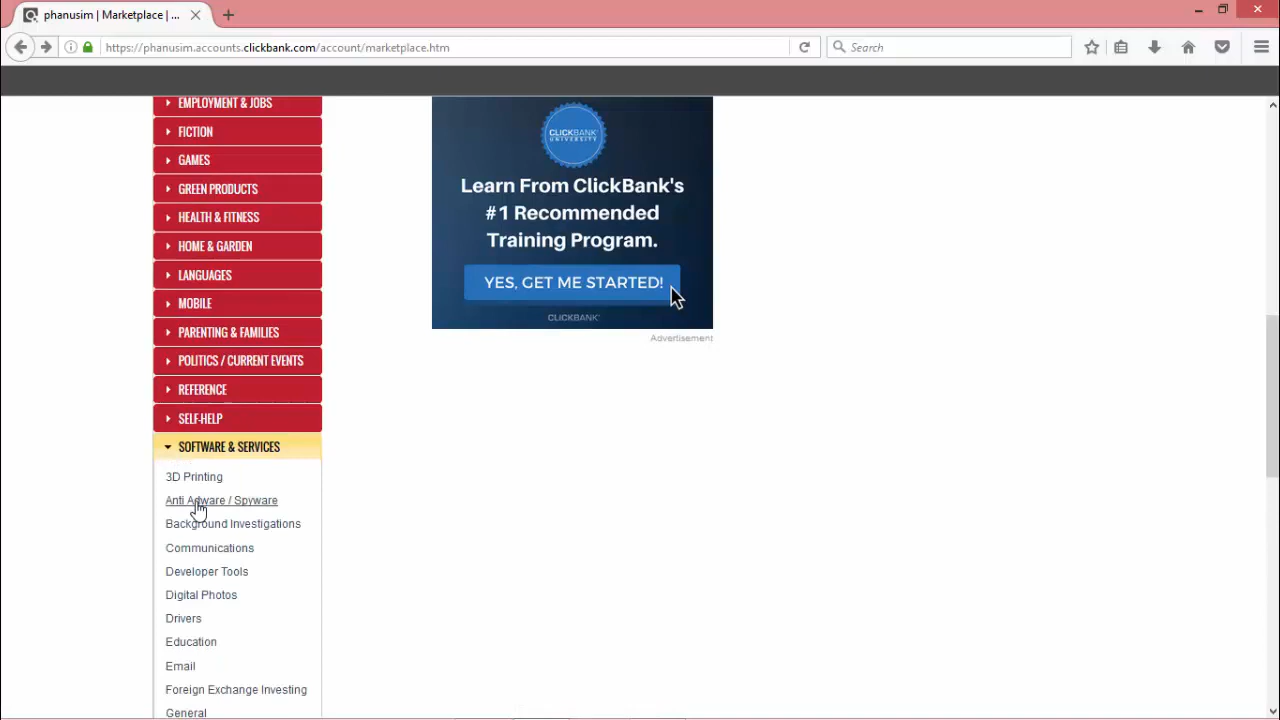 phanusim | Marketplace | ...
https://phanusim.accounts.clickbank.com/account/marketplace.htm
Search
EMPLOYMENT & JOBS
FICTION
GAMES
GREEN PRODUCTS
HEALTH & FITNESS
HOME & GARDEN
LANGUAGES
MOBILE
PARENTING & FAMILIES
POLITICS / CURRENT EVENTS
REFERENCE
SELF-HELP
SOFTWARE & SERVICES
3D Printing
Anti Adware / Spyware
Background Investigations
Communications
Developer Tools
Digital Photos
Drivers
Education
Email
Foreign Exchange Investing
General
CLICKBANK
UNIVERSITY
Learn From ClickBank's
#1 Recommended
Training Program.
YES, GET ME STARTED!
CLICKBANK
Advertisement